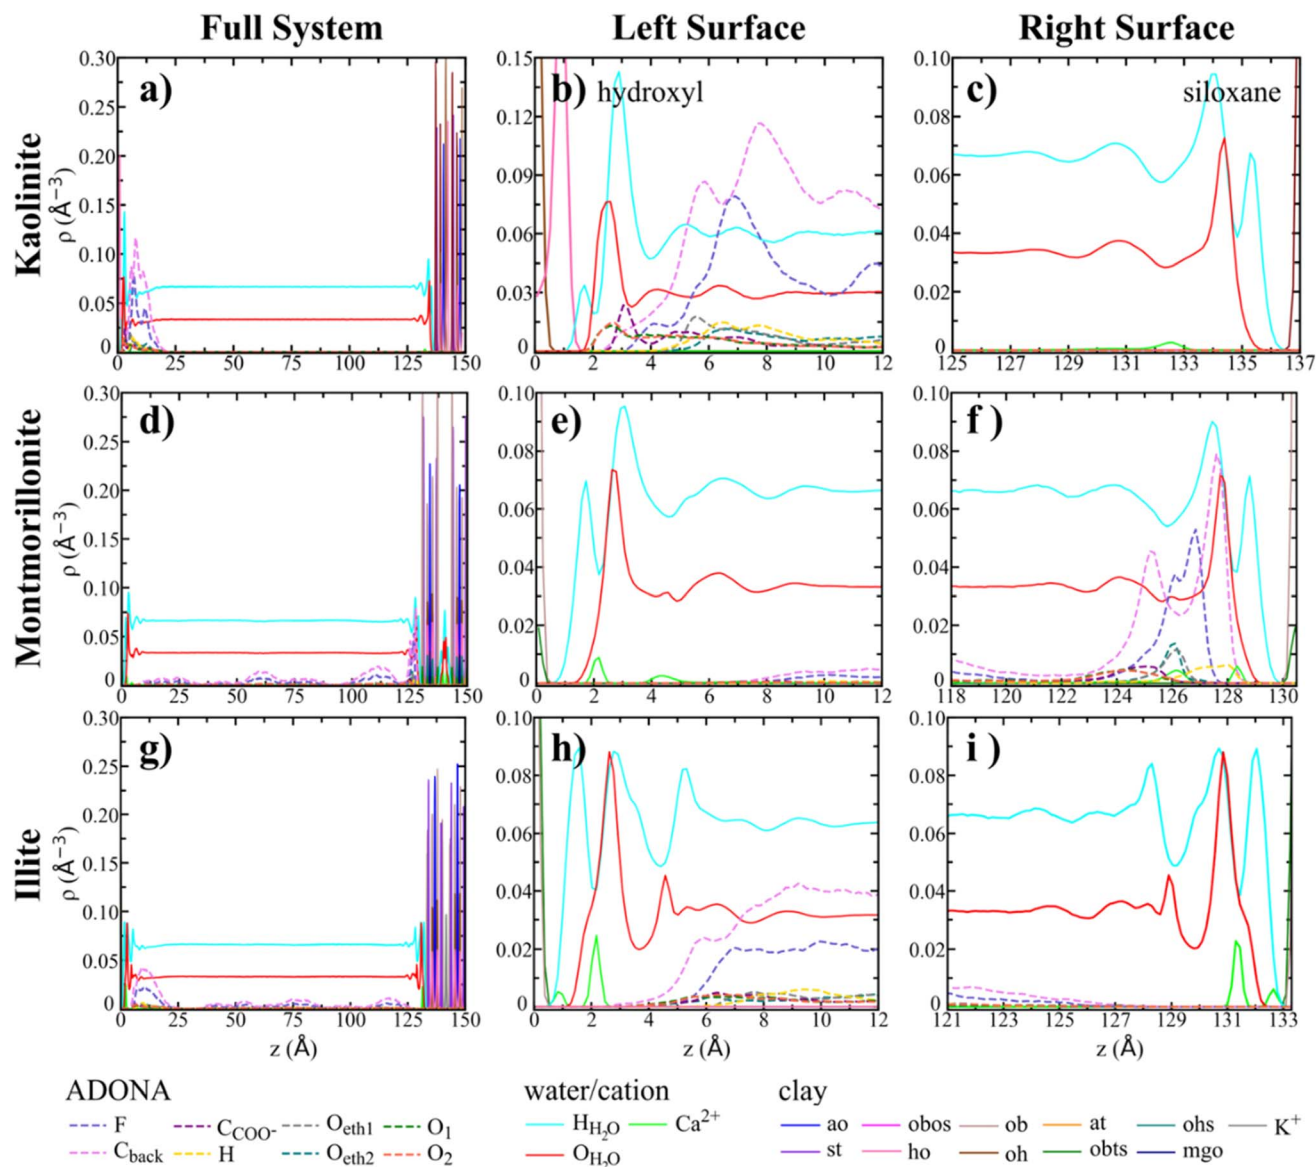 Full System Left Surface Right Surface
Kaolinite
a)
b) hydroxyl
c) siloxane
ρ (Å⁻³)
0.30
0.25
0.20
0.15
0.10
0.05
0
0 25 50 75 100 125 150
0.15
0.12
0.09
0.06
0.03
0
0 2 4 6 8 10 12
0.10
0.08
0.06
0.04
0.02
0
125 127 129 131 133 135 137
Montmorillonite
d)
e)
f )
ρ (Å⁻³)
0.30
0.25
0.20
0.15
0.10
0.05
0
0 25 50 75 100 125 150
0.10
0.08
0.06
0.04
0.02
0
0 2 4 6 8 10 12
0.10
0.08
0.06
0.04
0.02
0
118 120 122 124 126 128 130
Illite
g)
h)
i )
ρ (Å⁻³)
0.30
0.25
0.20
0.15
0.10
0.05
0
0 25 50 75 100 125 150
z (Å)
0.10
0.08
0.06
0.04
0.02
0
0 2 4 6 8 10 12
z (Å)
0.10
0.08
0.06
0.04
0.02
0
121 123 125 127 129 131 133
z (Å)
ADONA
F C_COO- O_eth1 O_1
C_back H O_eth2 O_2
water/cation
H_H2O Ca²⁺
O_H2O
clay
ao obos ob at ohs K⁺
st ho oh obts mgo